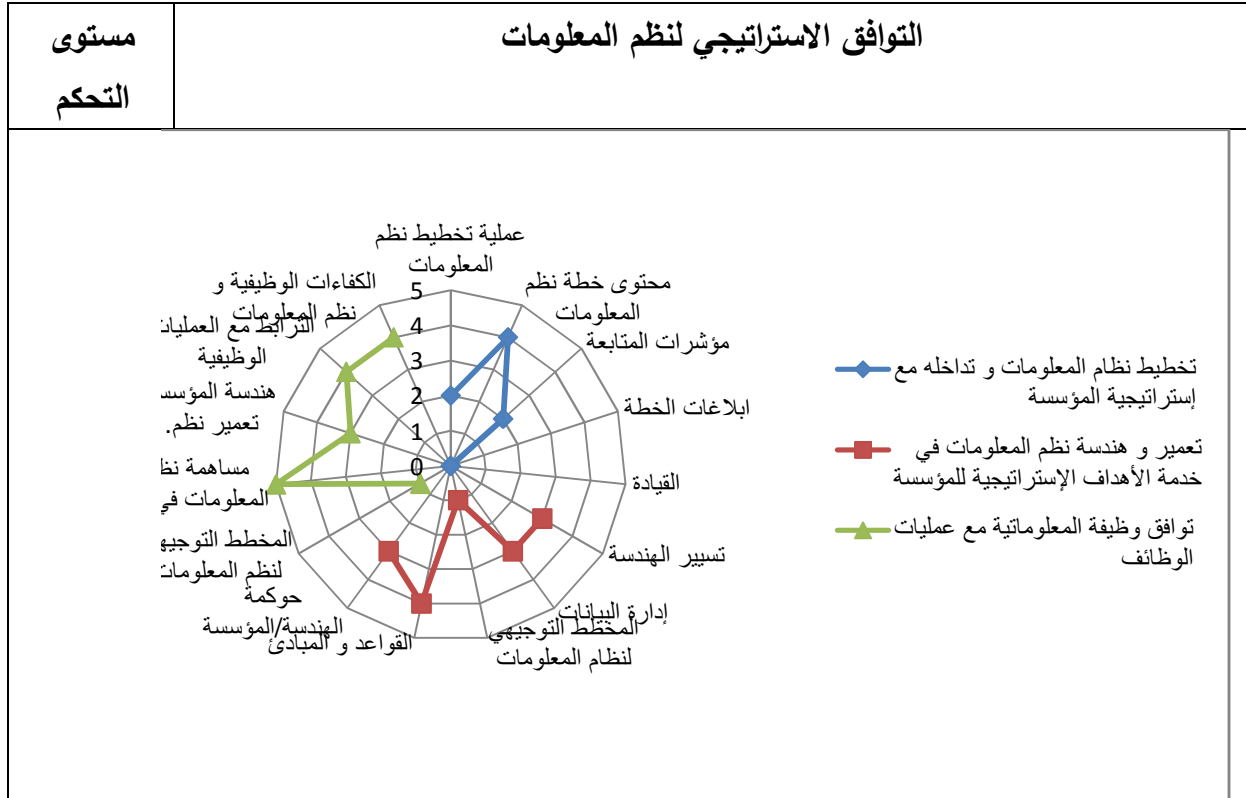 التوافق الاستراتيجي لنظم المعلومات
مستوى
التحكم
عملية تخطيط نظم
المعلومات
محتوى خطة نظم
المعلومات
مؤشرات المتابعة
ابلاغات الخطة
القيادة
تسيير الهندسة
إدارة البيانات
المخطط التوجيهي
لنظام المعلومات
القواعد و المبادئ
حوكمة
الهندسة/المؤسسة
المخطط التوجيه
لنظم المعلومات
مساهمة نظ
المعلومات في
هندسة المؤسس
تعمير نظم.
الترابط مع العمليات
الوظيفية
الكفاءات الوظيفية و
نظم المعلومات
5
4
3
2
1
0
تخطيط نظام المعلومات و تداخله مع
إستراتيجية المؤسسة
تعمير و هندسة نظم المعلومات في
خدمة الأهداف الإستراتيجية للمؤسسة
توافق وظيفة المعلوماتية مع عمليات
الوظائف